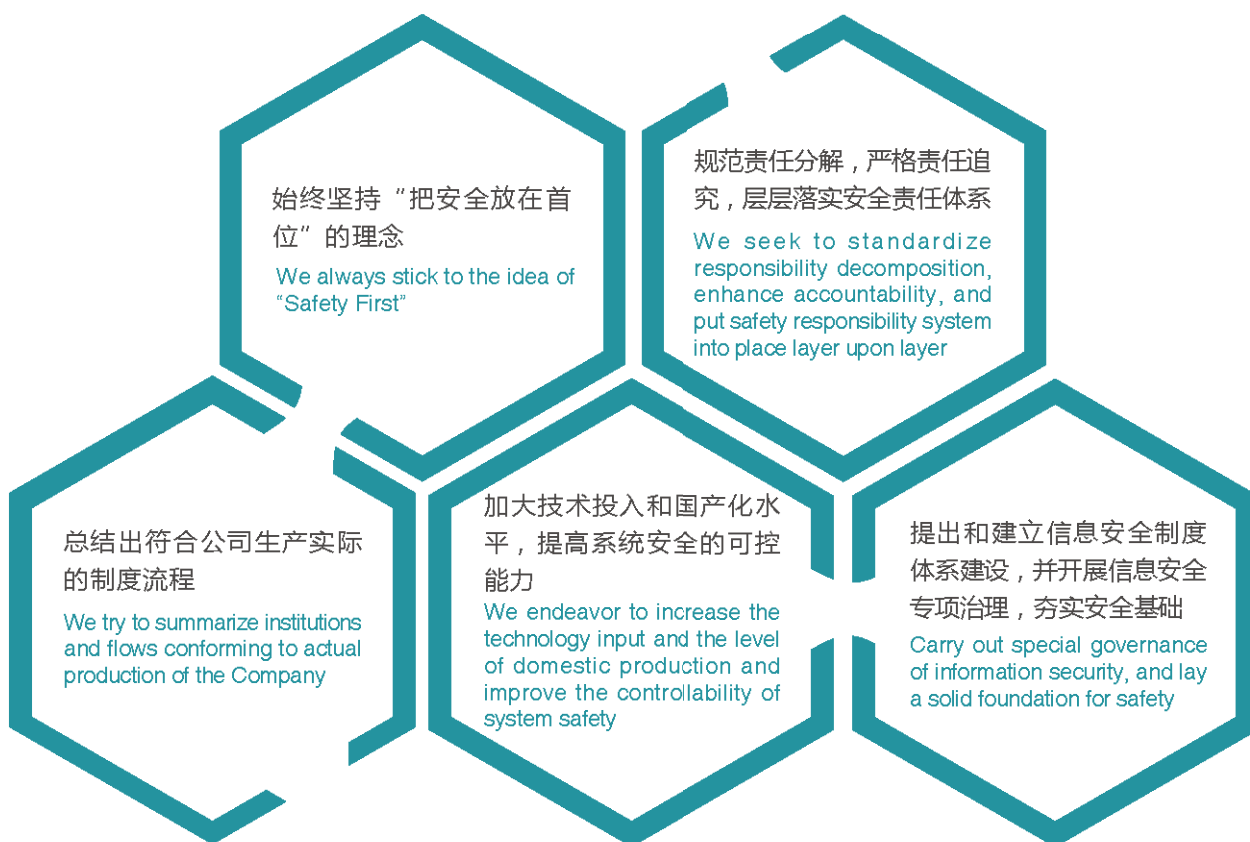 始终坚持“把安全放在首
位”的理念
We always stick to the idea of
“Safety First”
规范责任分解，严格责任追
究，层层落实安全责任体系
We seek to standardize
responsibility decomposition,
enhance accountability, and
put safety responsibility system
into place layer upon layer
总结出符合公司生产实际
的制度流程
We try to summarize institutions
and flows conforming to actual
production of the Company
加大技术投入和国产化水
平，提高系统安全的可控
能力
We endeavor to increase the
technology input and the level
of domestic production and
improve the controllability of
system safety
提出和建立信息安全制度
体系建设，并开展信息安全
专项治理，夯实安全基础
Carry out special governance
of information security, and lay
a solid foundation for safety